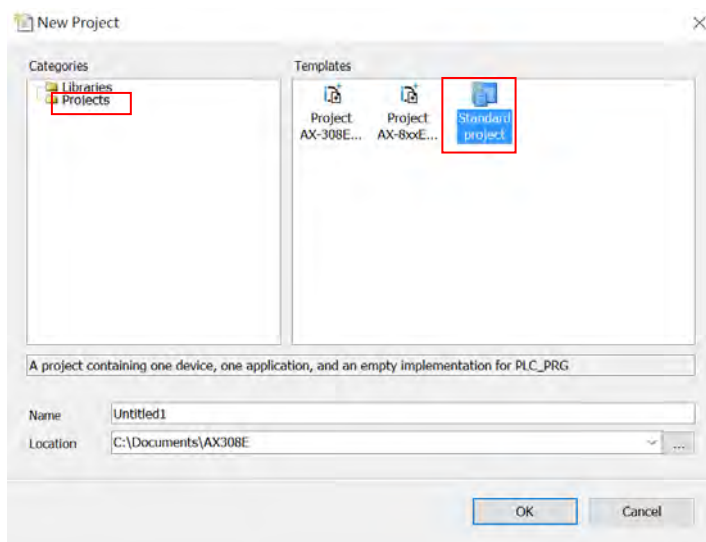 New Project
Categories
Templates
Libraries
Projects
Project
AX-308E...
Project
AX-8xxE...
Standard
project
A project containing one device, one application, and an empty implementation for PLC_PRG
Name
Untitled1
Location
C:\Documents\AX308E
...
OK
Cancel